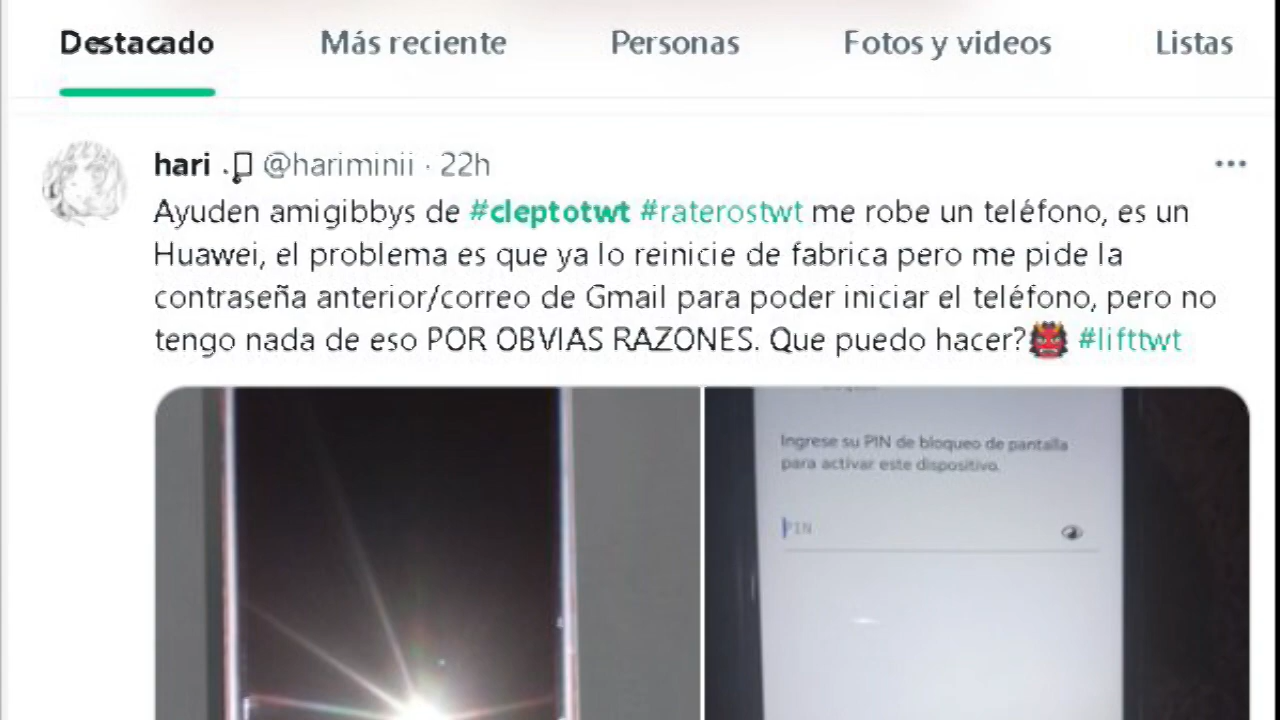 Destacado Más reciente Personas Fotos y videos Listas
hari . @hariminii · 22h
Ayuden amigibbys de #cleptotwt #raterostwt me robe un teléfono, es un
Huawei, el problema es que ya lo reinicie de fabrica pero me pide la
contraseña anterior/correo de Gmail para poder iniciar el teléfono, pero no
tengo nada de eso POR OBVIAS RAZONES. Que puedo hacer?👹 #lifttwt
Ingrese su PIN de bloqueo de pantalla
para activar este dispositivo.
PIN